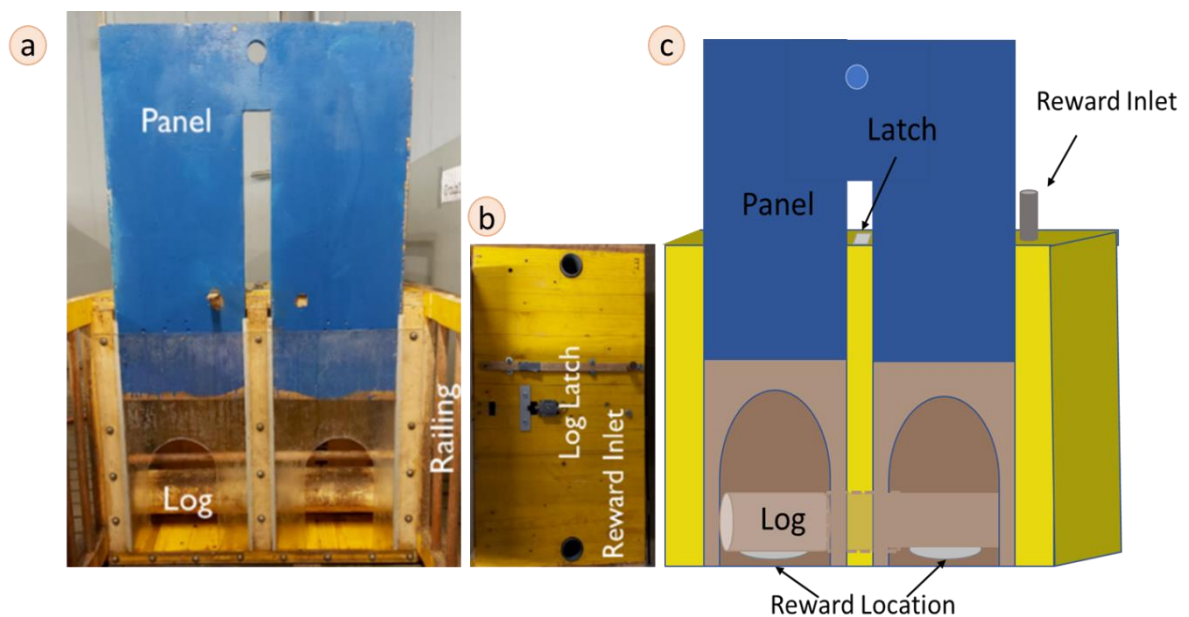 a
Panel
Log
Railing
b
Log Latch
Reward Inlet
c
Reward Inlet
Latch
Panel
Log
Reward Location